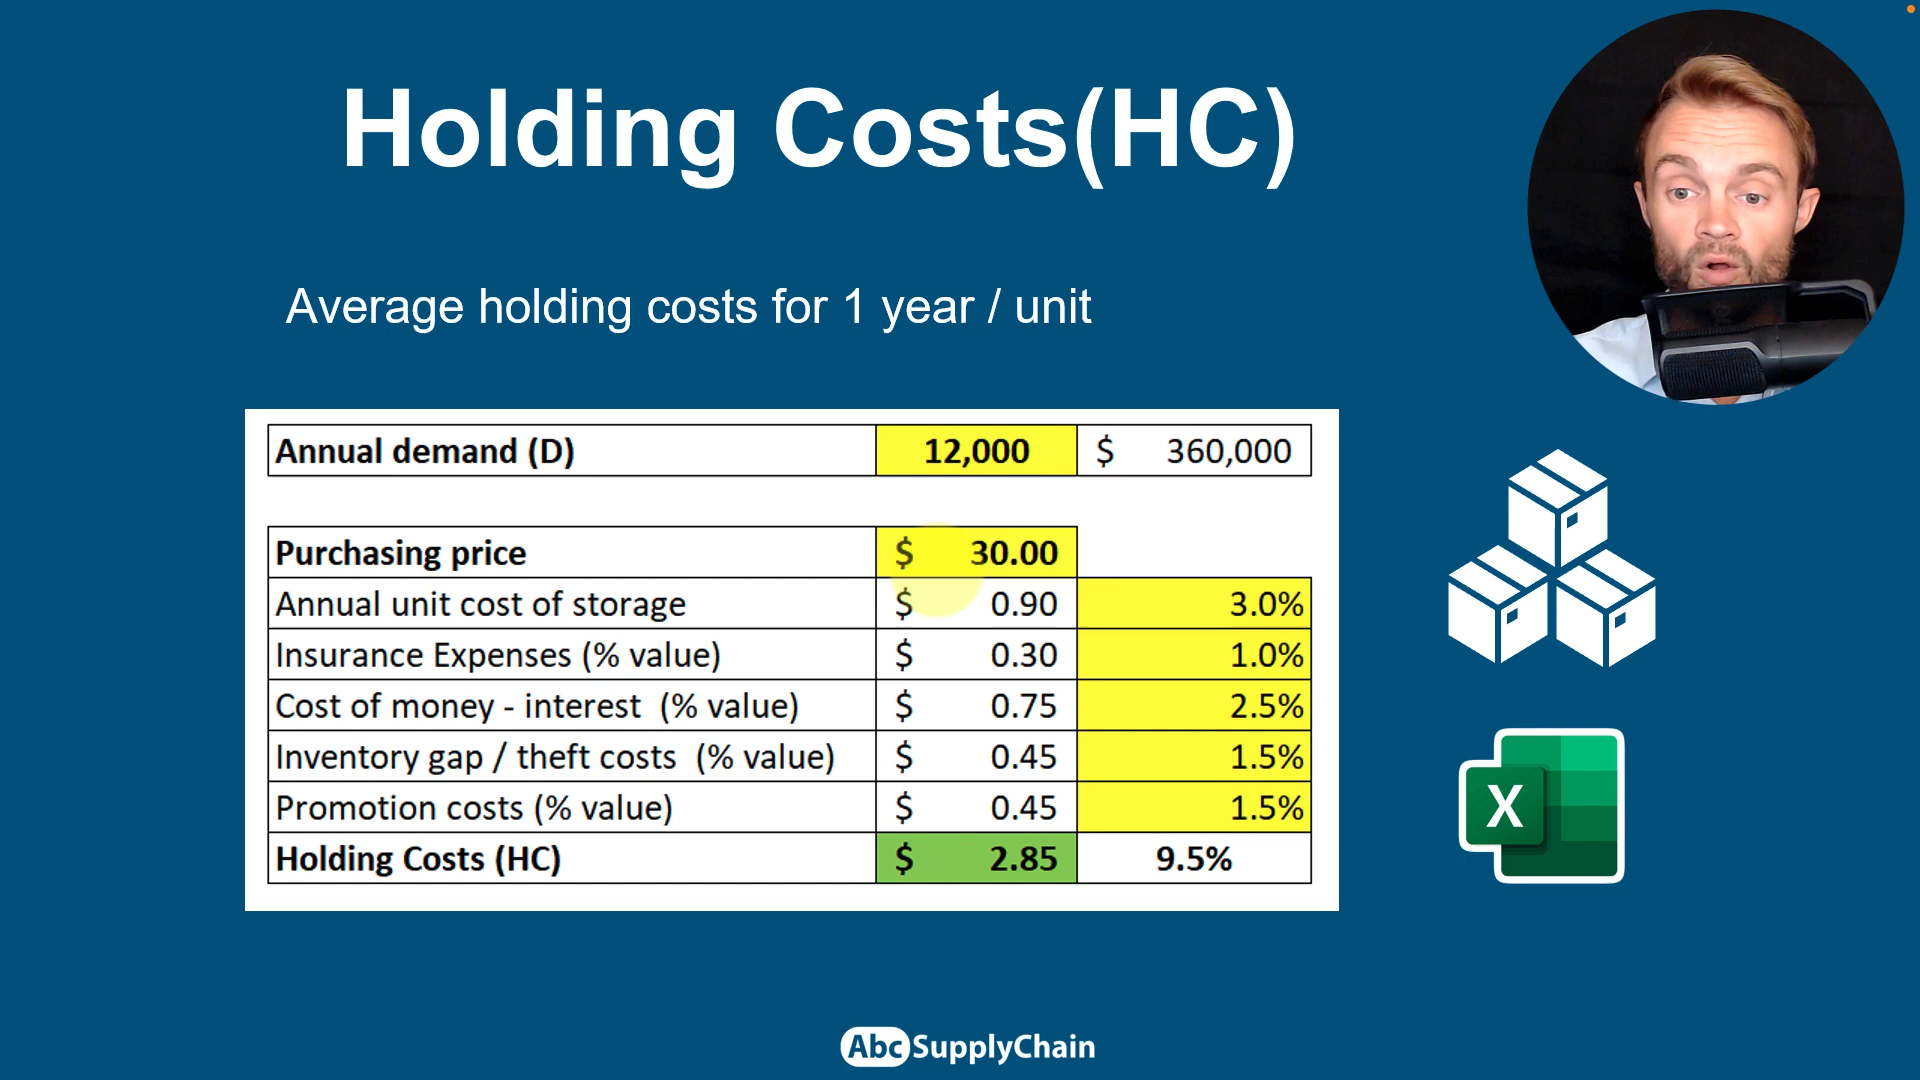 Holding Costs(HC)
Average holding costs for 1 year / unit
Annual demand (D) 12,000 $ 360,000
Purchasing price $ 30.00
Annual unit cost of storage $ 0.90 3.0%
Insurance Expenses (% value) $ 0.30 1.0%
Cost of money - interest (% value) $ 0.75 2.5%
Inventory gap / theft costs (% value) $ 0.45 1.5%
Promotion costs (% value) $ 0.45 1.5%
Holding Costs (HC) $ 2.85 9.5%
X
Abc SupplyChain